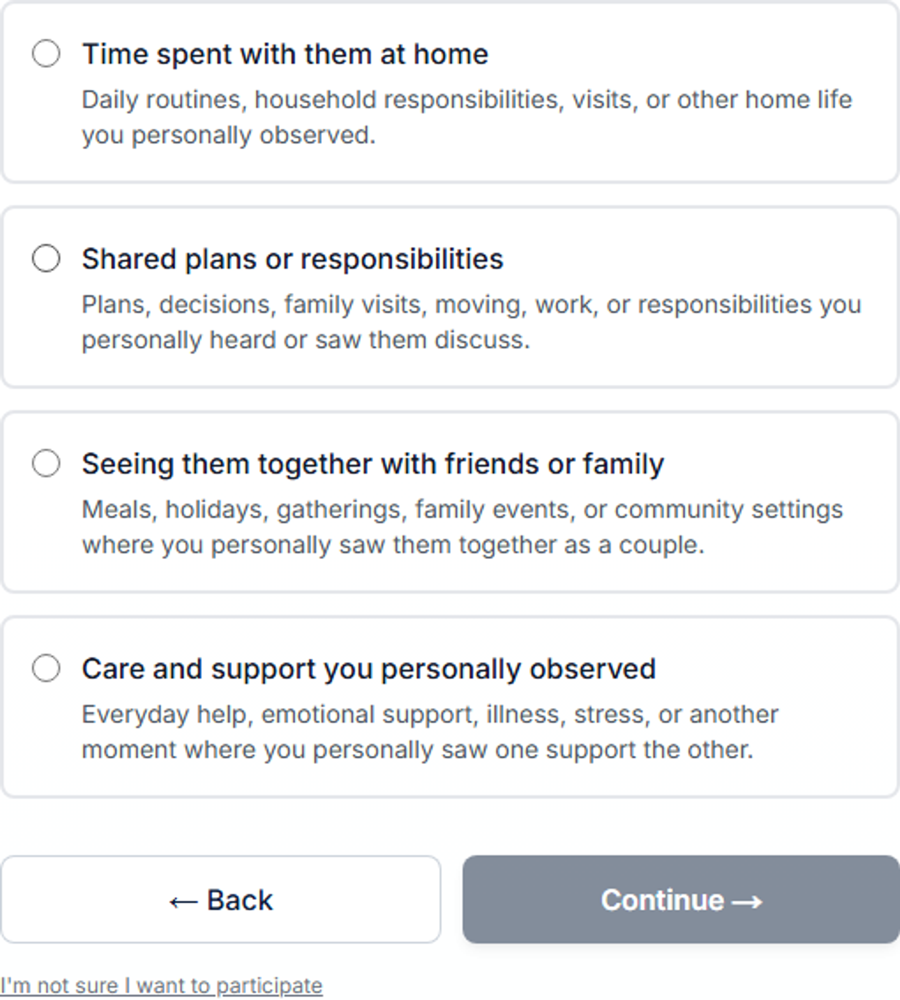 Time spent with them at home
Daily routines, household responsibilities, visits, or other home life
you personally observed.
Shared plans or responsibilities
Plans, decisions, family visits, moving, work, or responsibilities you
personally heard or saw them discuss.
Seeing them together with friends or family
Meals, holidays, gatherings, family events, or community settings
where you personally saw them together as a couple.
Care and support you personally observed
Everyday help, emotional support, illness, stress, or another
moment where you personally saw one support the other.
← Back
Continue →
I'm not sure I want to participate